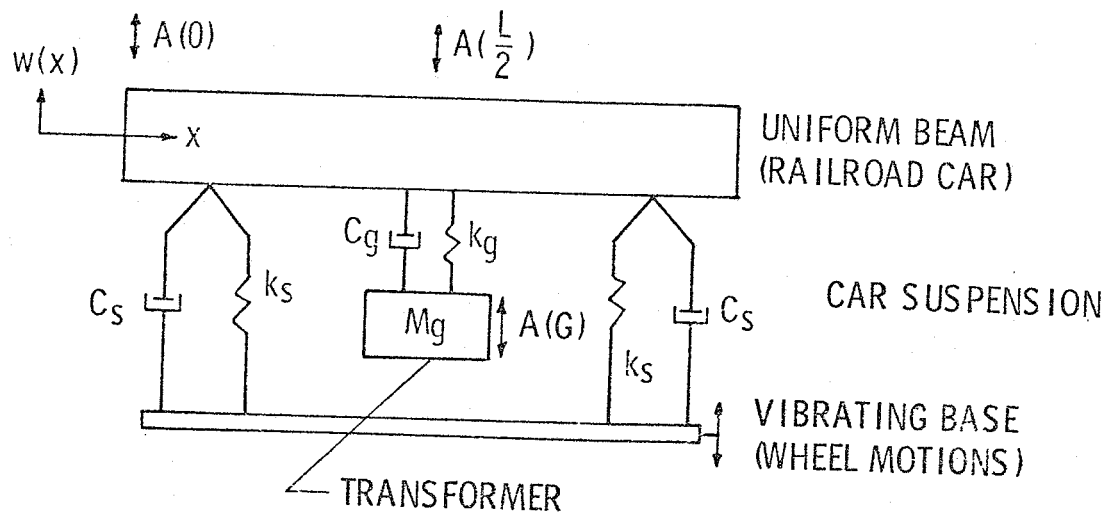 A(0)
A(L/2)
w(x)
x
UNIFORM BEAM
(RAILROAD CAR)
Cg
kg
ks
Cs
Mg
A(G)
ks
Cs
CAR SUSPENSION
VIBRATING BASE
(WHEEL MOTIONS)
TRANSFORMER